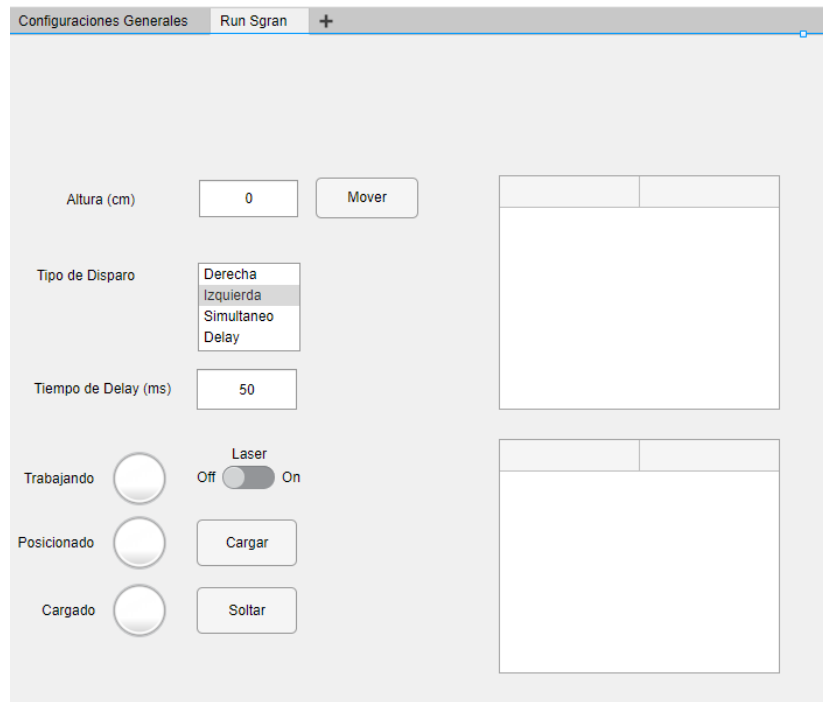 Configuraciones Generales Run Sgran +
Altura (cm) 0 Mover
Tipo de Disparo Derecha
Izquierda
Simultaneo
Delay
Tiempo de Delay (ms) 50
Laser
Trabajando Off On
Posicionado Cargar
Cargado Soltar